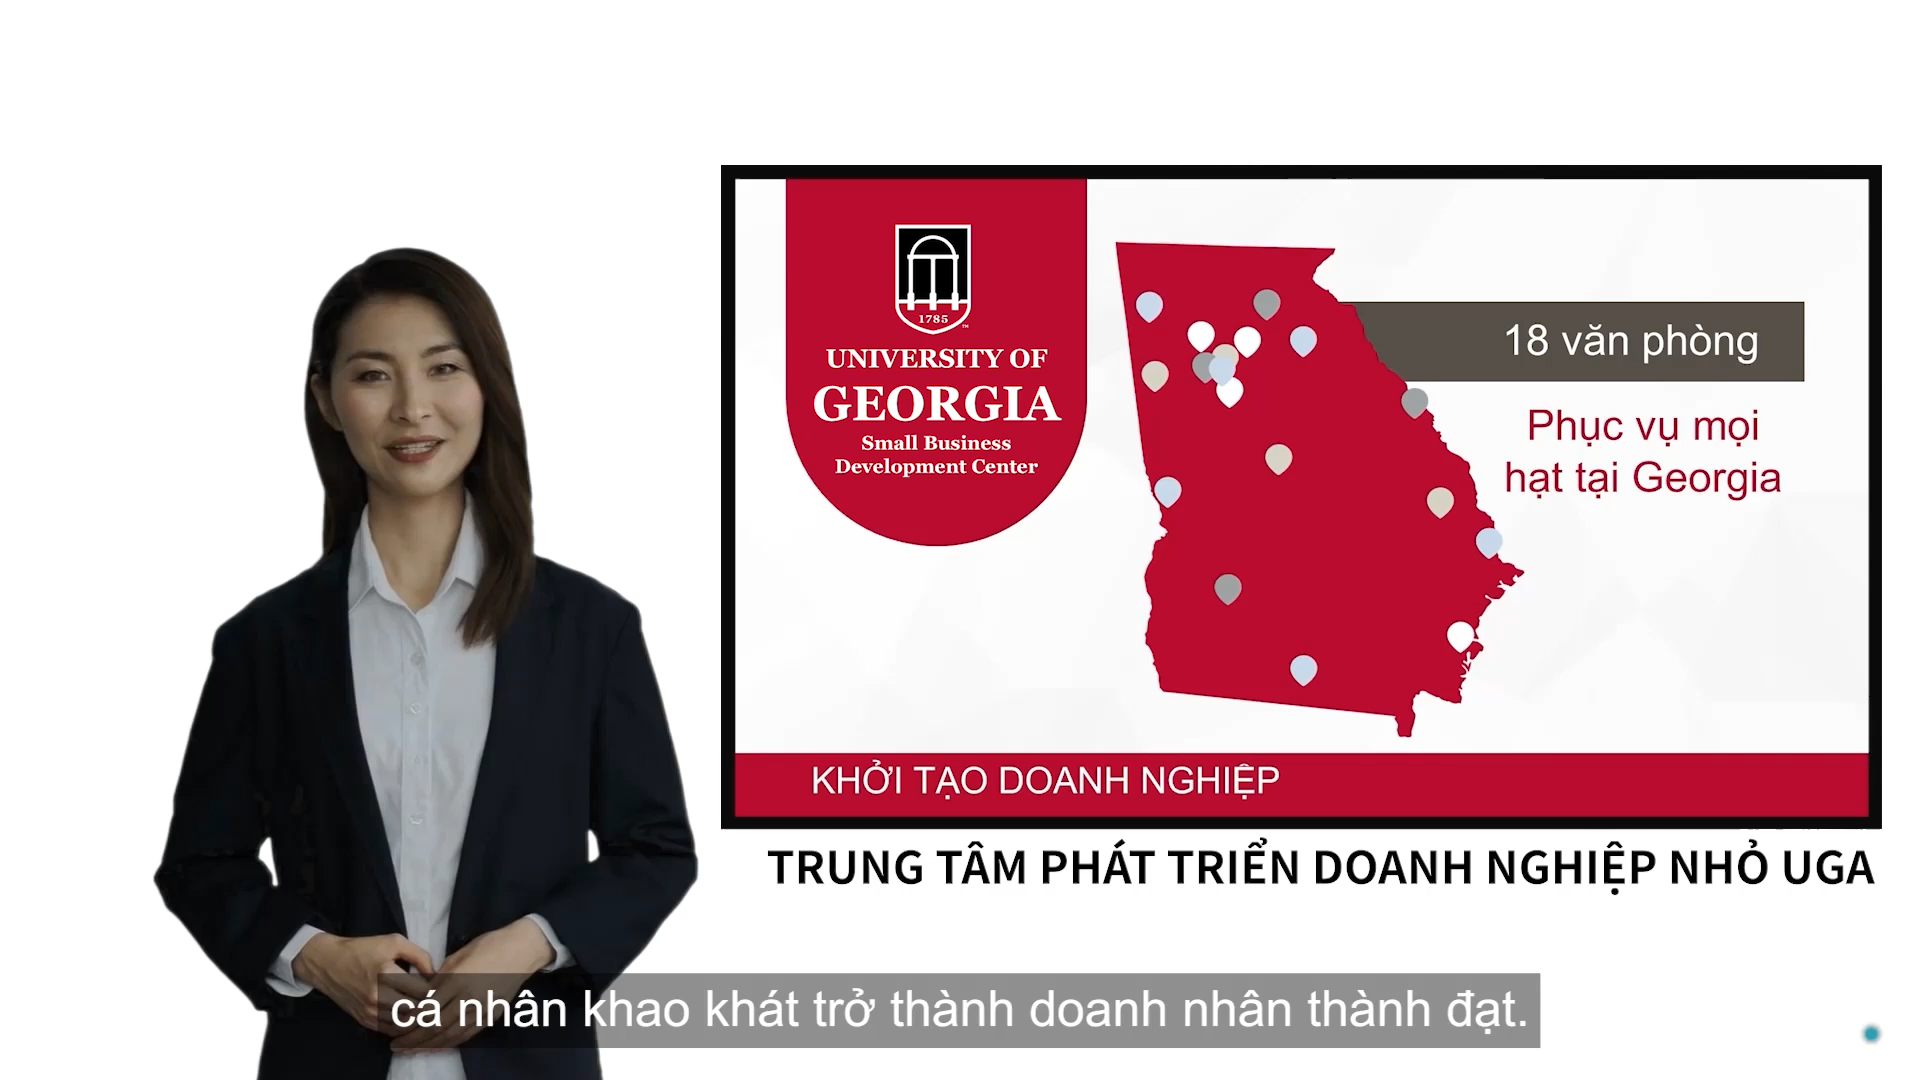 1785
UNIVERSITY OF
GEORGIA
Small Business
Development Center
18 văn phòng
Phục vụ mọi
hạt tại Georgia
KHỞI TẠO DOANH NGHIỆP
TRUNG TÂM PHÁT TRIỂN DOANH NGHIỆP NHỎ UGA
cá nhân khao khát trở thành doanh nhân thành đạt.